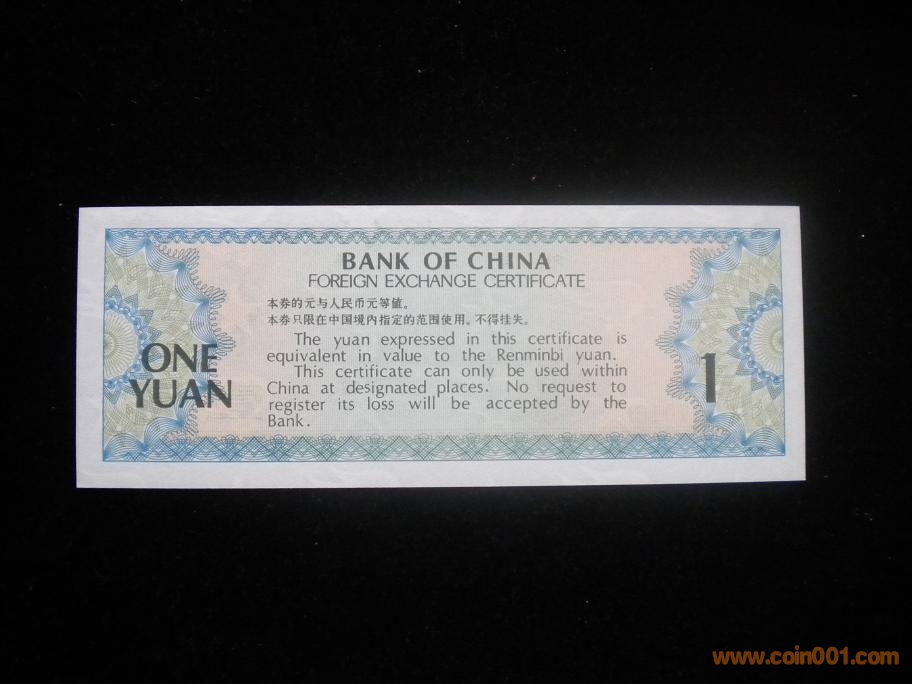 BANK OF CHINA
FOREIGN EXCHANGE CERTIFICATE
本券的元与人民币元等值。
本券只限在中国境内指定的范围使用。不得挂失。
The yuan expressed in this certificate is
equivalent in value to the Renminbi yuan.
This certificate can only be used within
China at designated places. No request to
register its loss will be accepted by the
Bank.
ONE
YUAN
1
www.coin001.com